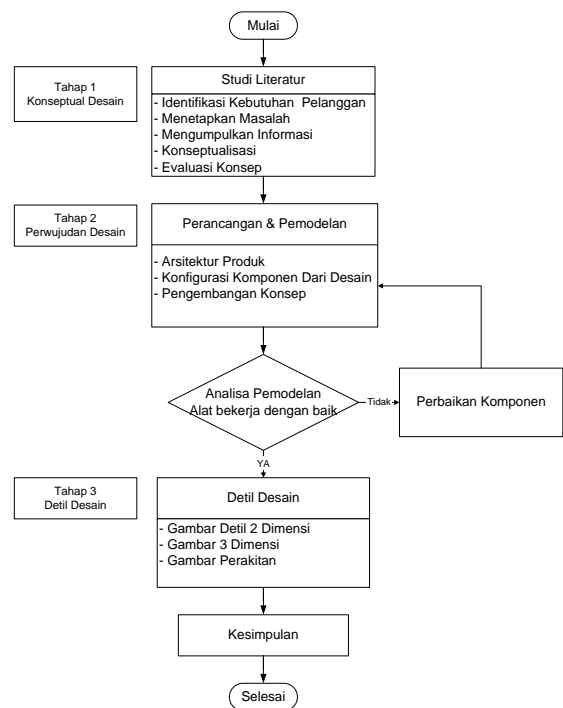 Mulai
Tahap 1
Konseptual Desain
Studi Literatur
- Identifikasi Kebutuhan Pelanggan
- Menetapkan Masalah
- Mengumpulkan Informasi
- Konseptualisasi
- Evaluasi Konsep
Tahap 2
Perwujudan Desain
Perancangan & Pemodelan
- Arsitektur Produk
- Konfigurasi Komponen Dari Desain
- Pengembangan Konsep
Analisa Pemodelan
Alat bekerja dengan baik
Tidak
Perbaikan Komponen
YA
Tahap 3
Detil Desain
Detil Desain
- Gambar Detil 2 Dimensi
- Gambar 3 Dimensi
- Gambar Perakitan
Kesimpulan
Selesai